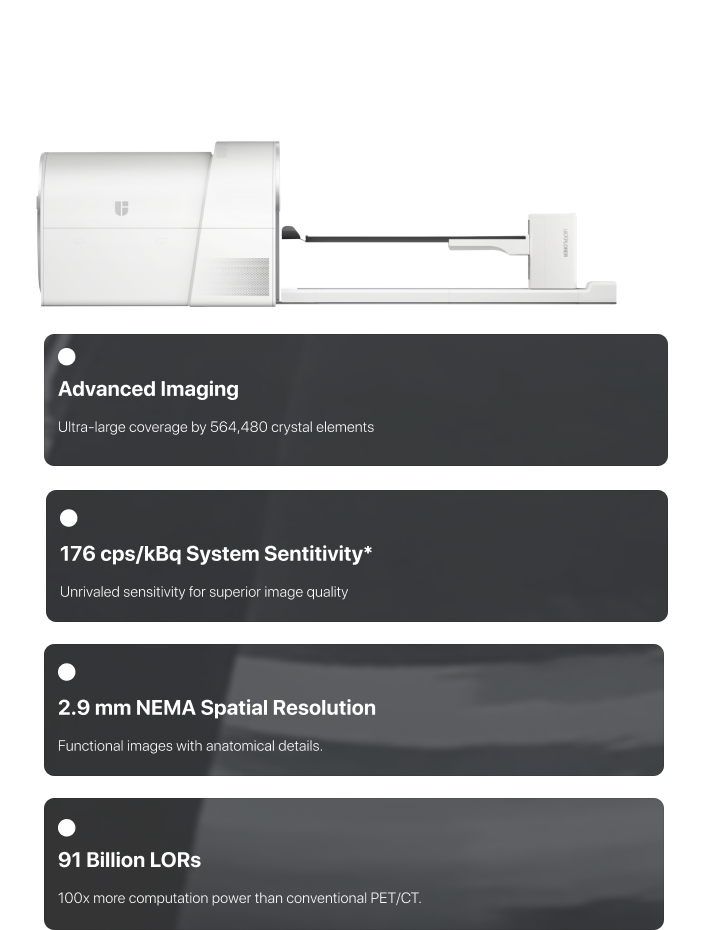 uEXPLORER
Advanced Imaging
Ultra-large coverage by 564,480 crystal elements
176 cps/kBq System Sentitivity*
Unrivaled sensitivity for superior image quality
2.9 mm NEMA Spatial Resolution
Functional images with anatomical details.
91 Billion LORs
100x more computation power than conventional PET/CT.